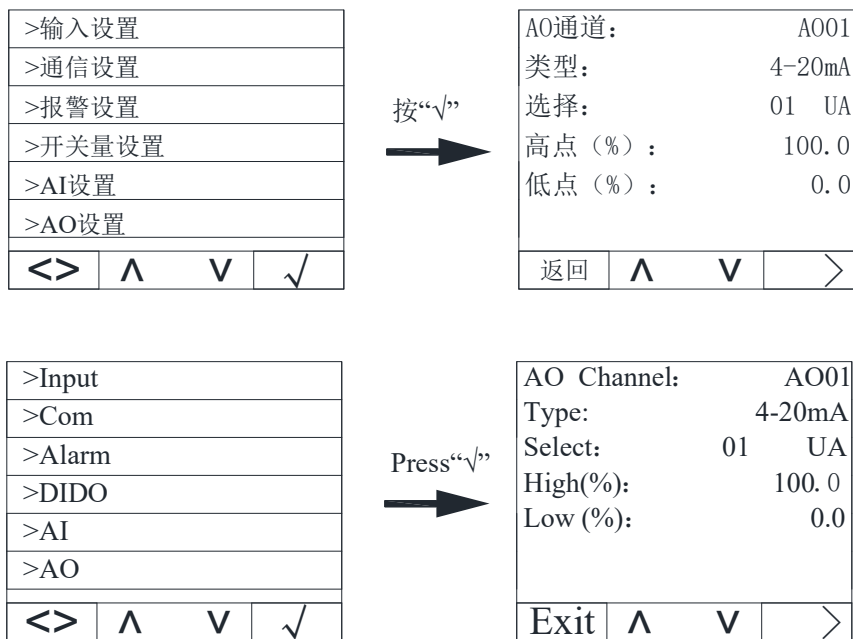 >输入设置
>通信设置
>报警设置
>开关量设置
>AI设置
>AO设置
<> ∧ ∨ √
按“√”
AO通道： AO01
类型： 4-20mA
选择： 01 UA
高点（%）： 100.0
低点（%）： 0.0
返回 ∧ ∨ >
>Input
>Com
>Alarm
>DIDO
>AI
>AO
<> ∧ ∨ √
Press“√”
AO Channel： AO01
Type: 4-20mA
Select： 01 UA
High(%)： 100.0
Low (%)： 0.0
Exit ∧ ∨ >